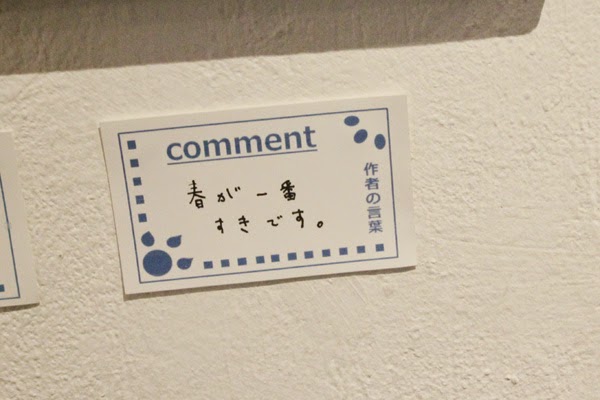 comment
春が一番
すきです。
作者の言葉